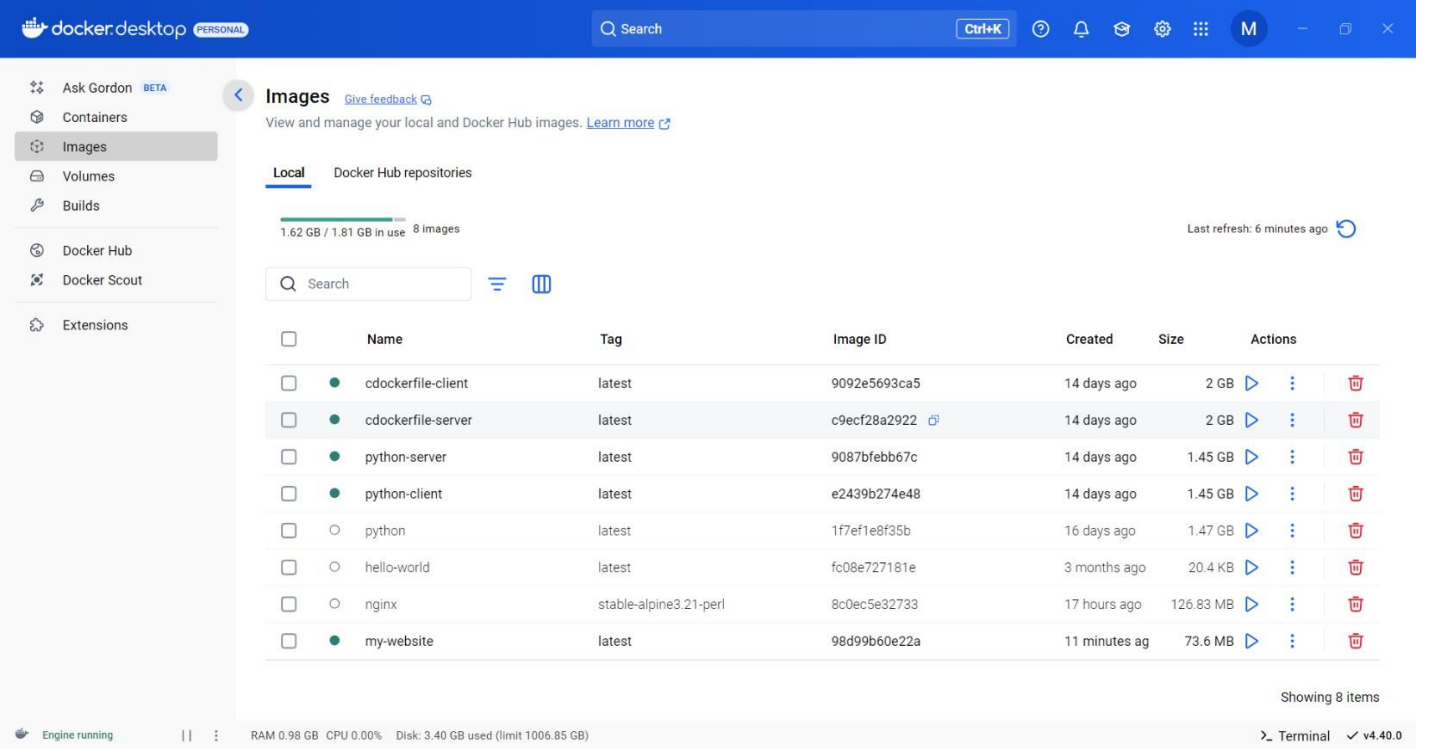 docker.desktop PERSONAL Search Ctrl+K M
Ask Gordon BETA
Containers
Images
Volumes
Builds
Docker Hub
Docker Scout
Extensions
Images Give feedback
View and manage your local and Docker Hub images. Learn more
Local Docker Hub repositories
1.62 GB / 1.81 GB in use 8 images
Last refresh: 6 minutes ago
Search
Name Tag Image ID Created Size Actions
cdockerfile-client latest 9092e5693ca5 14 days ago 2 GB
cdockerfile-server latest c9ecf28a2922 14 days ago 2 GB
python-server latest 9087bfebb67c 14 days ago 1.45 GB
python-client latest e2439b274e48 14 days ago 1.45 GB
python latest 1f7ef1e8f35b 16 days ago 1.47 GB
hello-world latest fc08e727181e 3 months ago 20.4 KB
nginx stable-alpine3.21-perl 8c0ec5e32733 17 hours ago 126.83 MB
my-website latest 98d99b60e22a 11 minutes ag 73.6 MB
Showing 8 items
Engine running RAM 0.98 GB CPU 0.00% Disk: 3.40 GB used (limit 1006.85 GB) Terminal v4.40.0